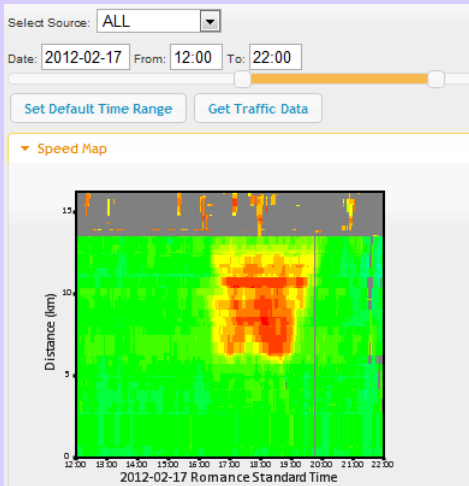 Select Source: ALL
Date: 2012-02-17 From: 12:00 To: 22:00
Set Default Time Range Get Traffic Data
Speed Map
15
10
5
0
Distance (km)
12:00 13:00 14:00 15:00 16:00 17:00 18:00 19:00 20:00 21:00 22:00
2012-02-17 Romance Standard Time